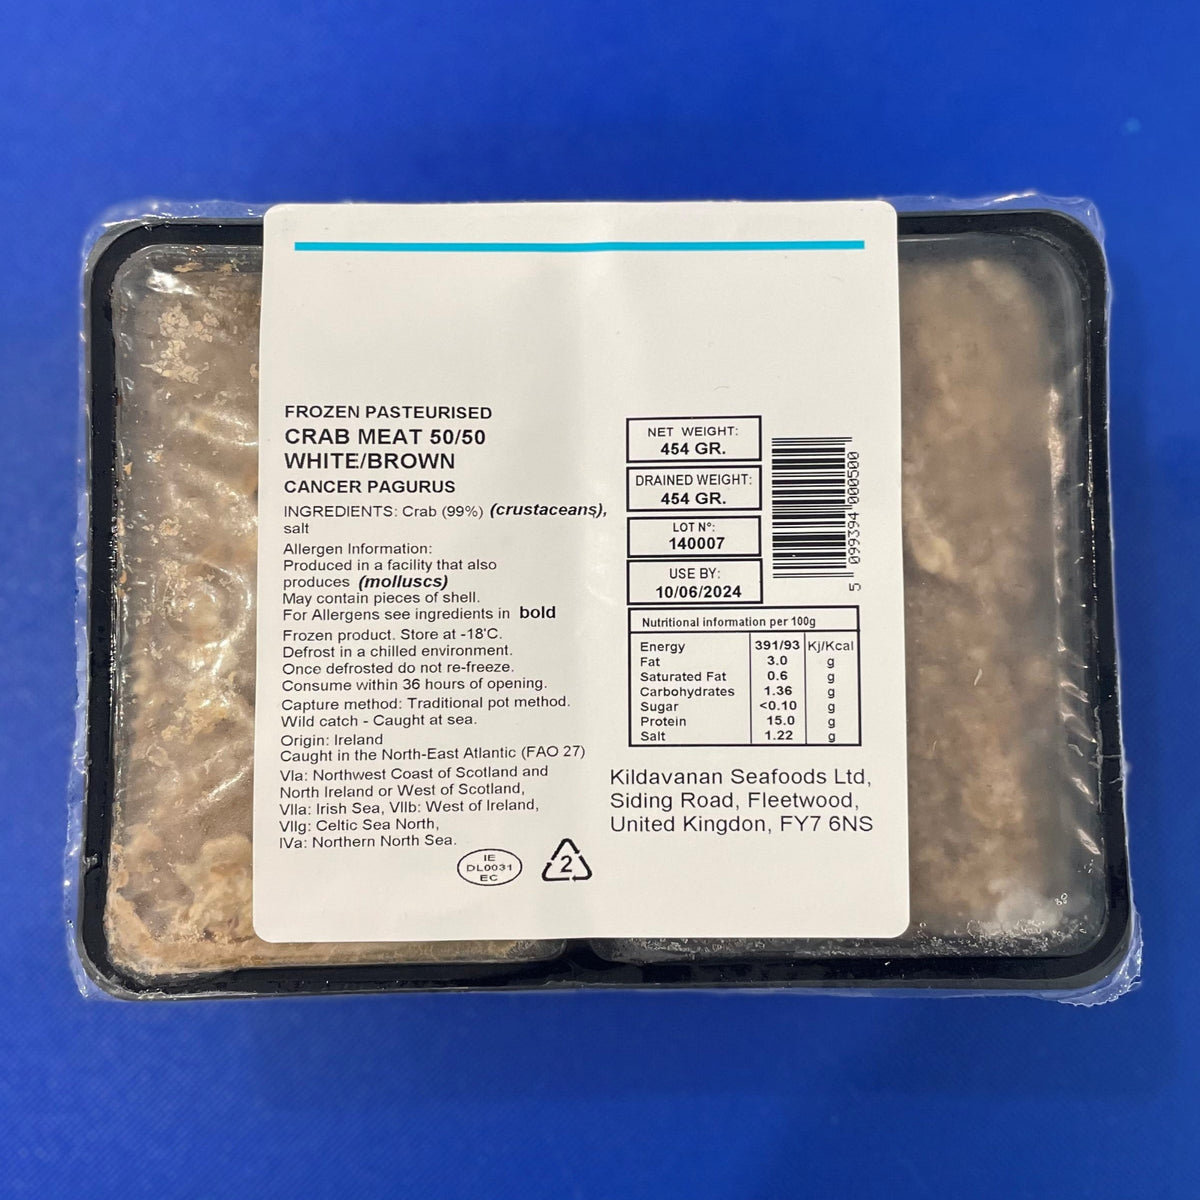 FROZEN PASTEURISED
CRAB MEAT 50/50
WHITE/BROWN
CANCER PAGURUS
INGREDIENTS: Crab (99%) (crustaceans),
salt
Allergen Information:
Produced in a facility that also
produces (molluscs)
May contain pieces of shell.
For Allergens see ingredients in bold
Frozen product. Store at -18'C.
Defrost in a chilled environment.
Once defrosted do not re-freeze.
Consume within 36 hours of opening.
Capture method: Traditional pot method.
Wild catch - Caught at sea.
Origin: Ireland
Caught in the North-East Atlantic (FAO 27)
VIa: Northwest Coast of Scotland and
North Ireland or West of Scotland,
VIIa: Irish Sea, VIIb: West of Ireland,
VIIg: Celtic Sea North,
IVa: Northern North Sea.
IE
DL0031
EC
2
NET WEIGHT:
454 GR.
DRAINED WEIGHT:
454 GR.
LOT Nº:
140007
USE BY:
10/06/2024
5 099394 000500
Nutritional information per 100g
Energy 391/93 Kj/Kcal
Fat 3.0 g
Saturated Fat 0.6 g
Carbohydrates 1.36 g
Sugar <0.10 g
Protein 15.0 g
Salt 1.22 g
Kildavanan Seafoods Ltd,
Siding Road, Fleetwood,
United Kingdon, FY7 6NS